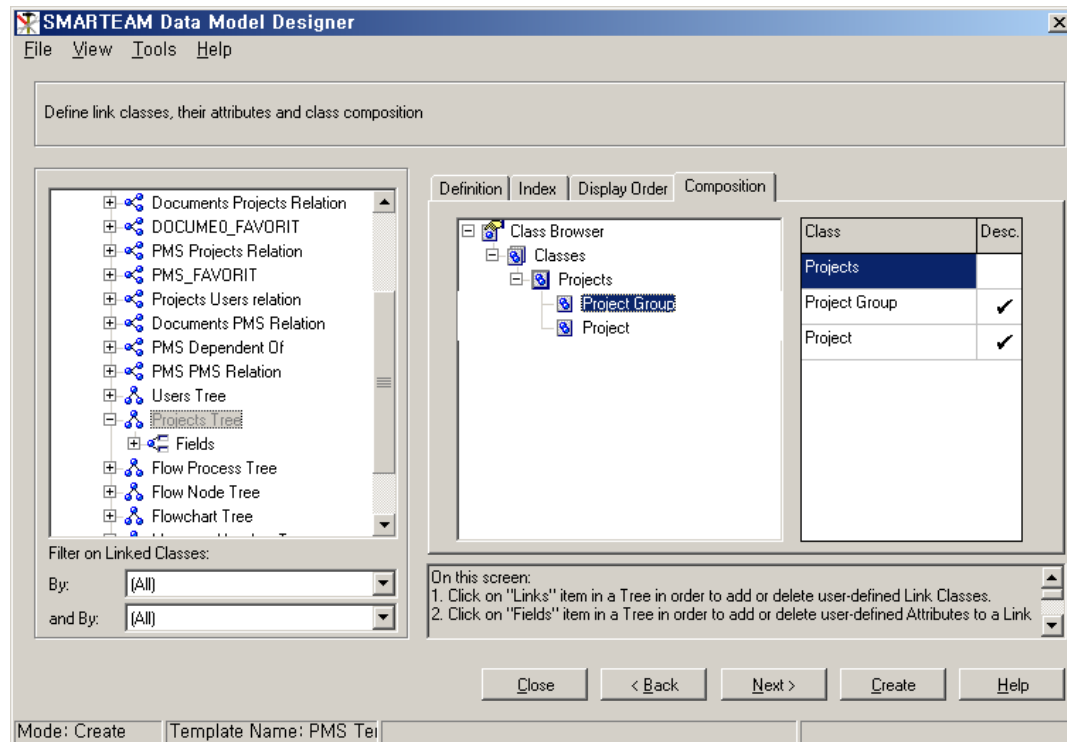 SMARTEAM Data Model Designer
File View Tools Help
Define link classes, their attributes and class composition
Documents Projects Relation
DOCUME0_FAVORIT
PMS Projects Relation
PMS_FAVORIT
Projects Users relation
Documents PMS Relation
PMS Dependent Of
PMS PMS Relation
Users Tree
Projects Tree
Fields
Flow Process Tree
Flow Node Tree
Flowchart Tree
Filter on Linked Classes:
By: (All)
and By: (All)
Definition Index Display Order Composition
Class Browser
Classes
Projects
Project Group
Project
Class Desc.
Projects
Project Group ✓
Project ✓
On this screen:
1. Click on "Links" item in a Tree in order to add or delete user-defined Link Classes.
2. Click on "Fields" item in a Tree in order to add or delete user-defined Attributes to a Link
Close < Back Next > Create Help
Mode: Create Template Name: PMS Te